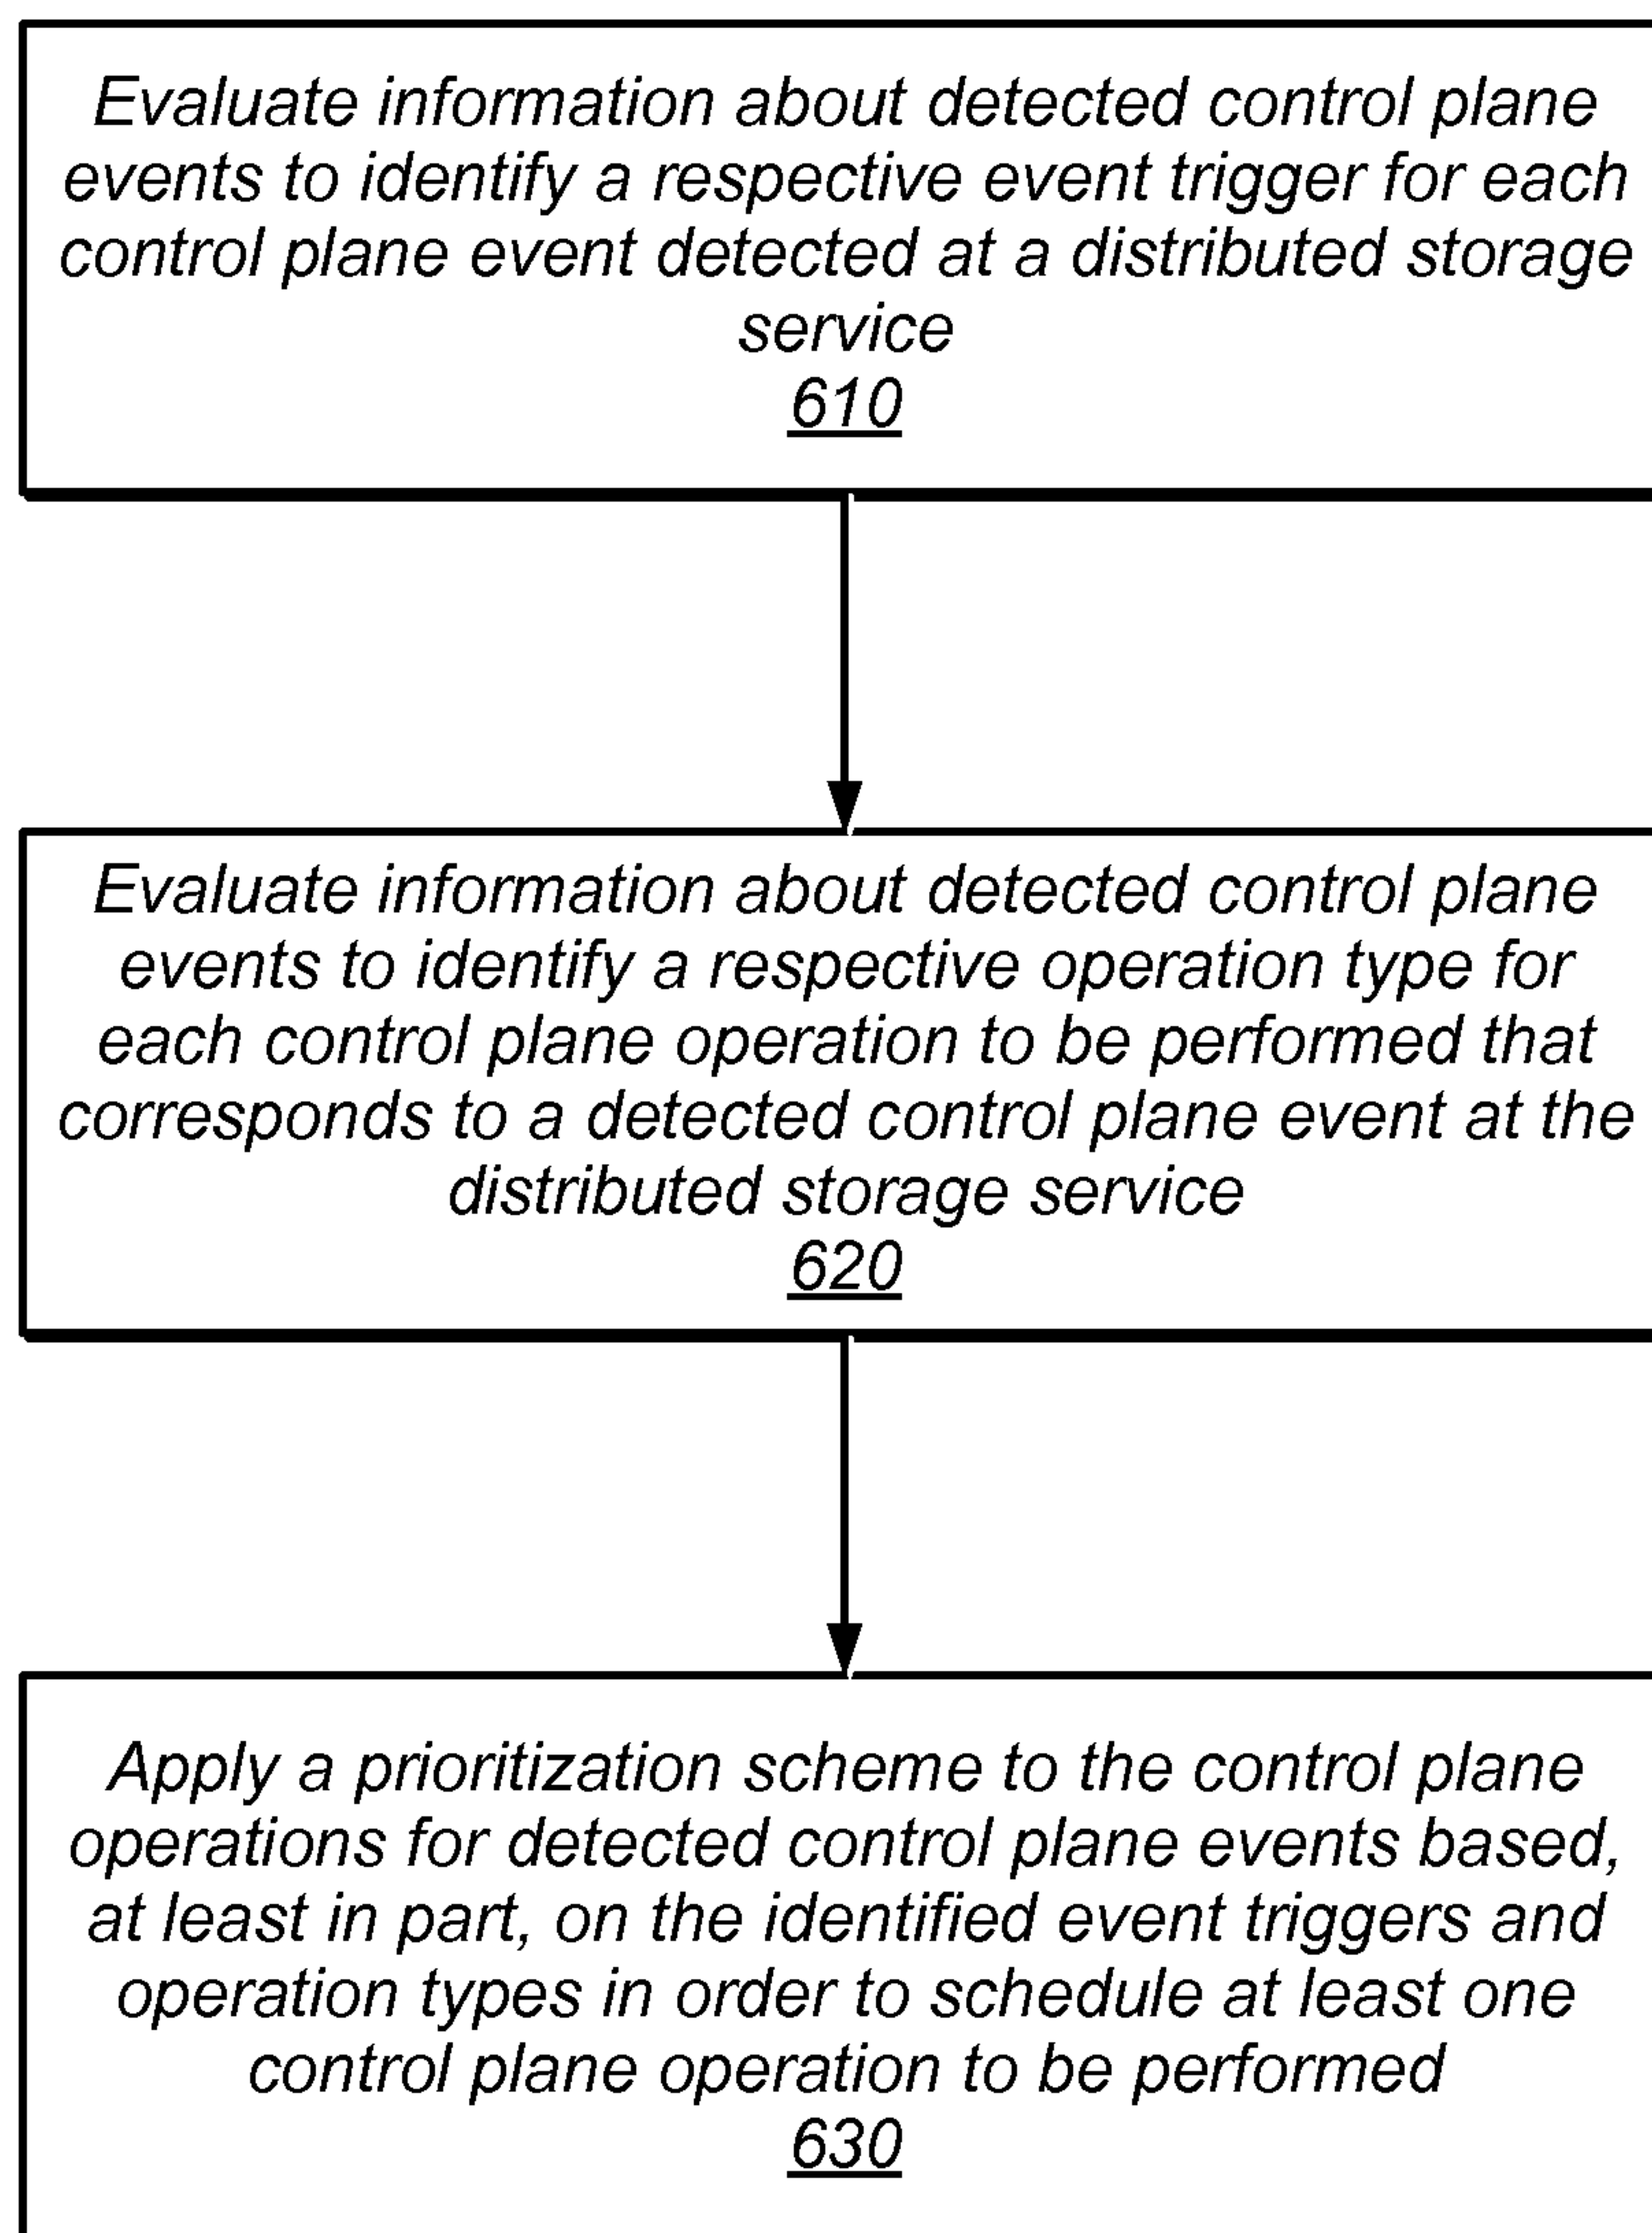 Evaluate information about detected control plane
events to identify a respective event trigger for each
control plane event detected at a distributed storage
service
610
Evaluate information about detected control plane
events to identify a respective operation type for
each control plane operation to be performed that
corresponds to a detected control plane event at the
distributed storage service
620
Apply a prioritization scheme to the control plane
operations for detected control plane events based,
at least in part, on the identified event triggers and
operation types in order to schedule at least one
control plane operation to be performed
630